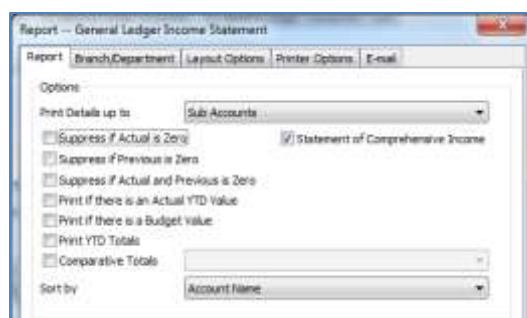 Report -- General Ledger Income Statement
Report Branch/Department Layout Options Printer Options E-mail
Options
Print Details up to Sub Accounts
Suppress if Actual is Zero Statement of Comprehensive Income
Suppress if Previous is Zero
Suppress if Actual and Previous is Zero
Print if there is an Actual YTD Value
Print if there is a Budget Value
Print YTD Totals
Comparative Totals
Sort by Account Name